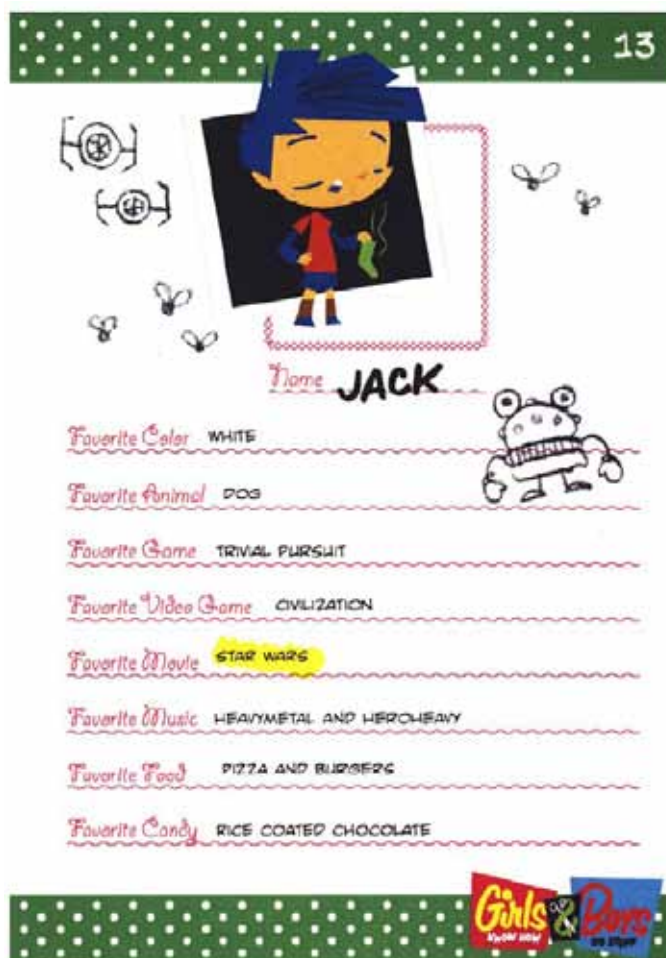 13
Name JACK
Favorite Color WHITE
Favorite Animal DOG
Favorite Game TRIVIAL PURSUIT
Favorite Video Game CIVILIZATION
Favorite Movie STAR WARS
Favorite Music HEAVYMETAL AND HEROHEAVY
Favorite Food PIZZA AND BURGERS
Favorite Candy RICE COATED CHOCOLATE
Girls & Boys
KNOW HOW